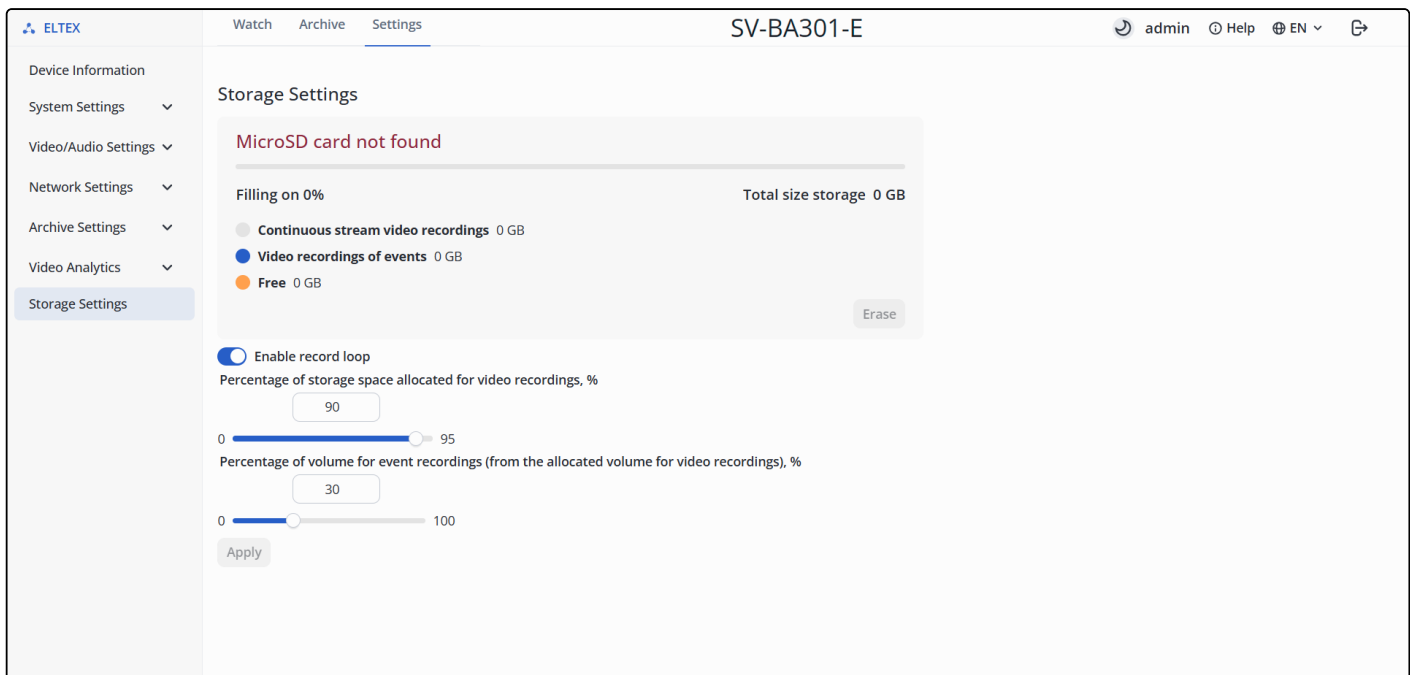 ELTEX
Watch Archive Settings
SV-BA301-E
admin Help EN
Device Information
System Settings
Video/Audio Settings
Network Settings
Archive Settings
Video Analytics
Storage Settings
Storage Settings
MicroSD card not found
Filling on 0% Total size storage 0 GB
Continuous stream video recordings 0 GB
Video recordings of events 0 GB
Free 0 GB
Erase
Enable record loop
Percentage of storage space allocated for video recordings, %
90
0 95
Percentage of volume for event recordings (from the allocated volume for video recordings), %
30
0 100
Apply